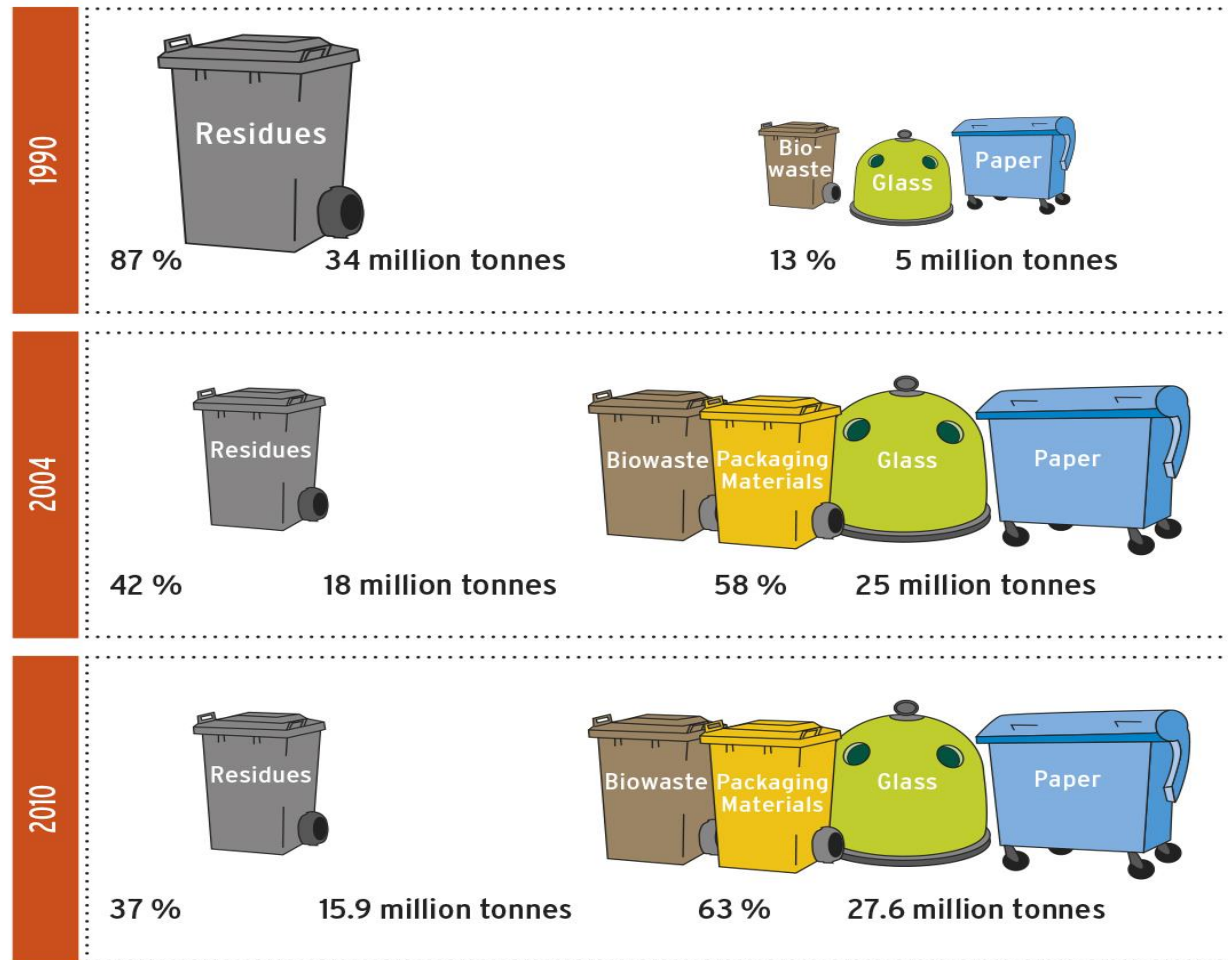 1990
Residues
Bio-
waste
Glass
Paper
87 % 34 million tonnes 13 % 5 million tonnes
2004
Residues
Biowaste
Packaging
Materials
Glass
Paper
42 % 18 million tonnes 58 % 25 million tonnes
2010
Residues
Biowaste
Packaging
Materials
Glass
Paper
37 % 15.9 million tonnes 63 % 27.6 million tonnes